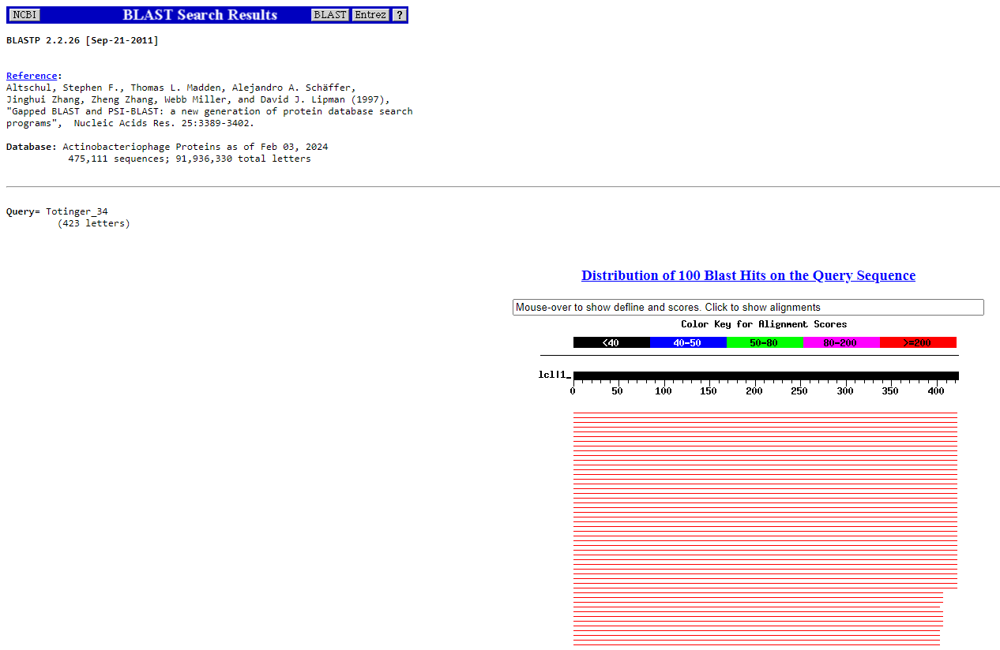 NCBI BLAST Search Results BLAST Entrez ?
BLASTP 2.2.26 [Sep-21-2011]
Reference:
Altschul, Stephen F., Thomas L. Madden, Alejandro A. Schäffer,
Jinghui Zhang, Zheng Zhang, Webb Miller, and David J. Lipman (1997),
"Gapped BLAST and PSI-BLAST: a new generation of protein database search
programs", Nucleic Acids Res. 25:3389-3402.
Database: Actinobacteriophage Proteins as of Feb 03, 2024
475,111 sequences; 91,936,330 total letters
Query= Totinger_34
(423 letters)
Distribution of 100 Blast Hits on the Query Sequence
Mouse-over to show defline and scores. Click to show alignments
Color Key for Alignment Scores
<40 40-50 50-80 80-200 >=200
lcl|1_
0 50 100 150 200 250 300 350 400